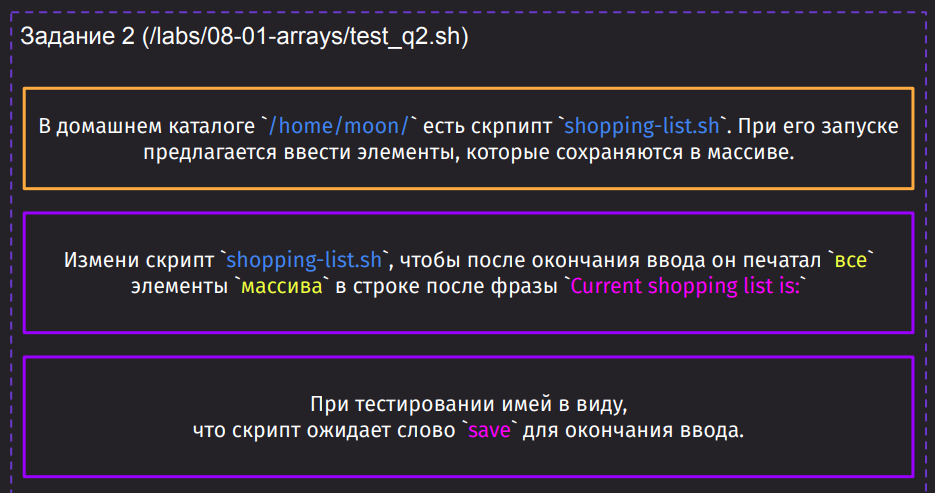 Задание 2 (/labs/08-01-arrays/test_q2.sh)
В домашнем каталоге `/home/moon/` есть скрпипт `shopping-list.sh`. При его запуске
предлагается ввести элементы, которые сохраняются в массиве.
Измени скрипт `shopping-list.sh`, чтобы после окончания ввода он печатал `все`
элементы `массива` в строке после фразы `Current shopping list is:`
При тестировании имей в виду,
что скрипт ожидает слово `save` для окончания ввода.